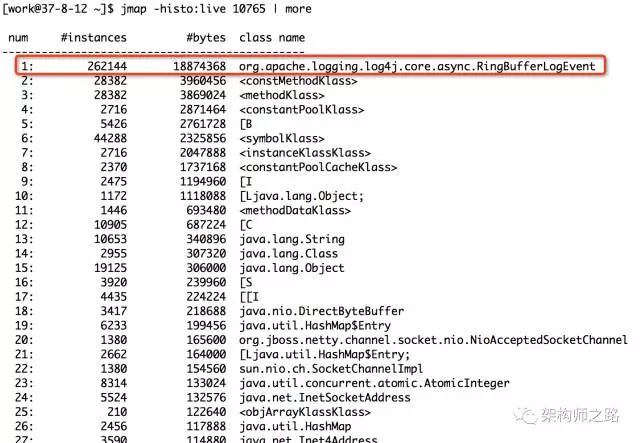 [work@37-8-12 ~]$ jmap -histo:live 10765 | more
num #instances #bytes class name
----------------------------------------------
1: 262144 18874368 org.apache.logging.log4j.core.async.RingBufferLogEvent
2: 28382 3960456 <constMethodKlass>
3: 28382 3869024 <methodKlass>
4: 2716 2871464 <constantPoolKlass>
5: 5426 2761728 [B
6: 44288 2325856 <symbolKlass>
7: 2716 2047888 <instanceKlassKlass>
8: 2370 1737168 <constantPoolCacheKlass>
9: 2475 1194960 [I
10: 1172 1118088 [Ljava.lang.Object;
11: 1446 693480 <methodDataKlass>
12: 10905 687224 [C
13: 10653 340896 java.lang.String
14: 2955 307320 java.lang.Class
15: 19125 306000 java.lang.Object
16: 3920 239960 [S
17: 4435 224224 [[I
18: 3417 218688 java.nio.DirectByteBuffer
19: 6233 199456 java.util.HashMap$Entry
20: 1380 165600 org.jboss.netty.channel.socket.nio.NioAcceptedSocketChannel
21: 2662 164000 [Ljava.util.HashMap$Entry;
22: 1380 154560 sun.nio.ch.SocketChannelImpl
23: 8314 133024 java.util.concurrent.atomic.AtomicInteger
24: 5524 132576 java.net.InetSocketAddress
25: 210 122640 <objArrayKlassKlass>
26: 2456 117888 java.util.HashMap
27: 3590 114880 java.net.Inet4Address
架构师之路